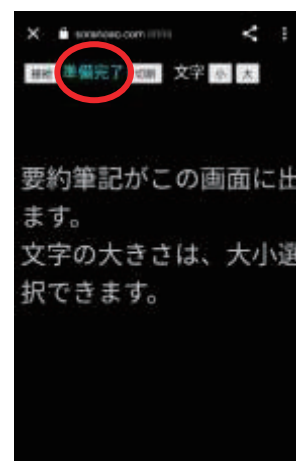 接続 準備完了 切断 文字 小 大
要約筆記がこの画面に出
ます。
文字の大きさは、大小選
択できます。